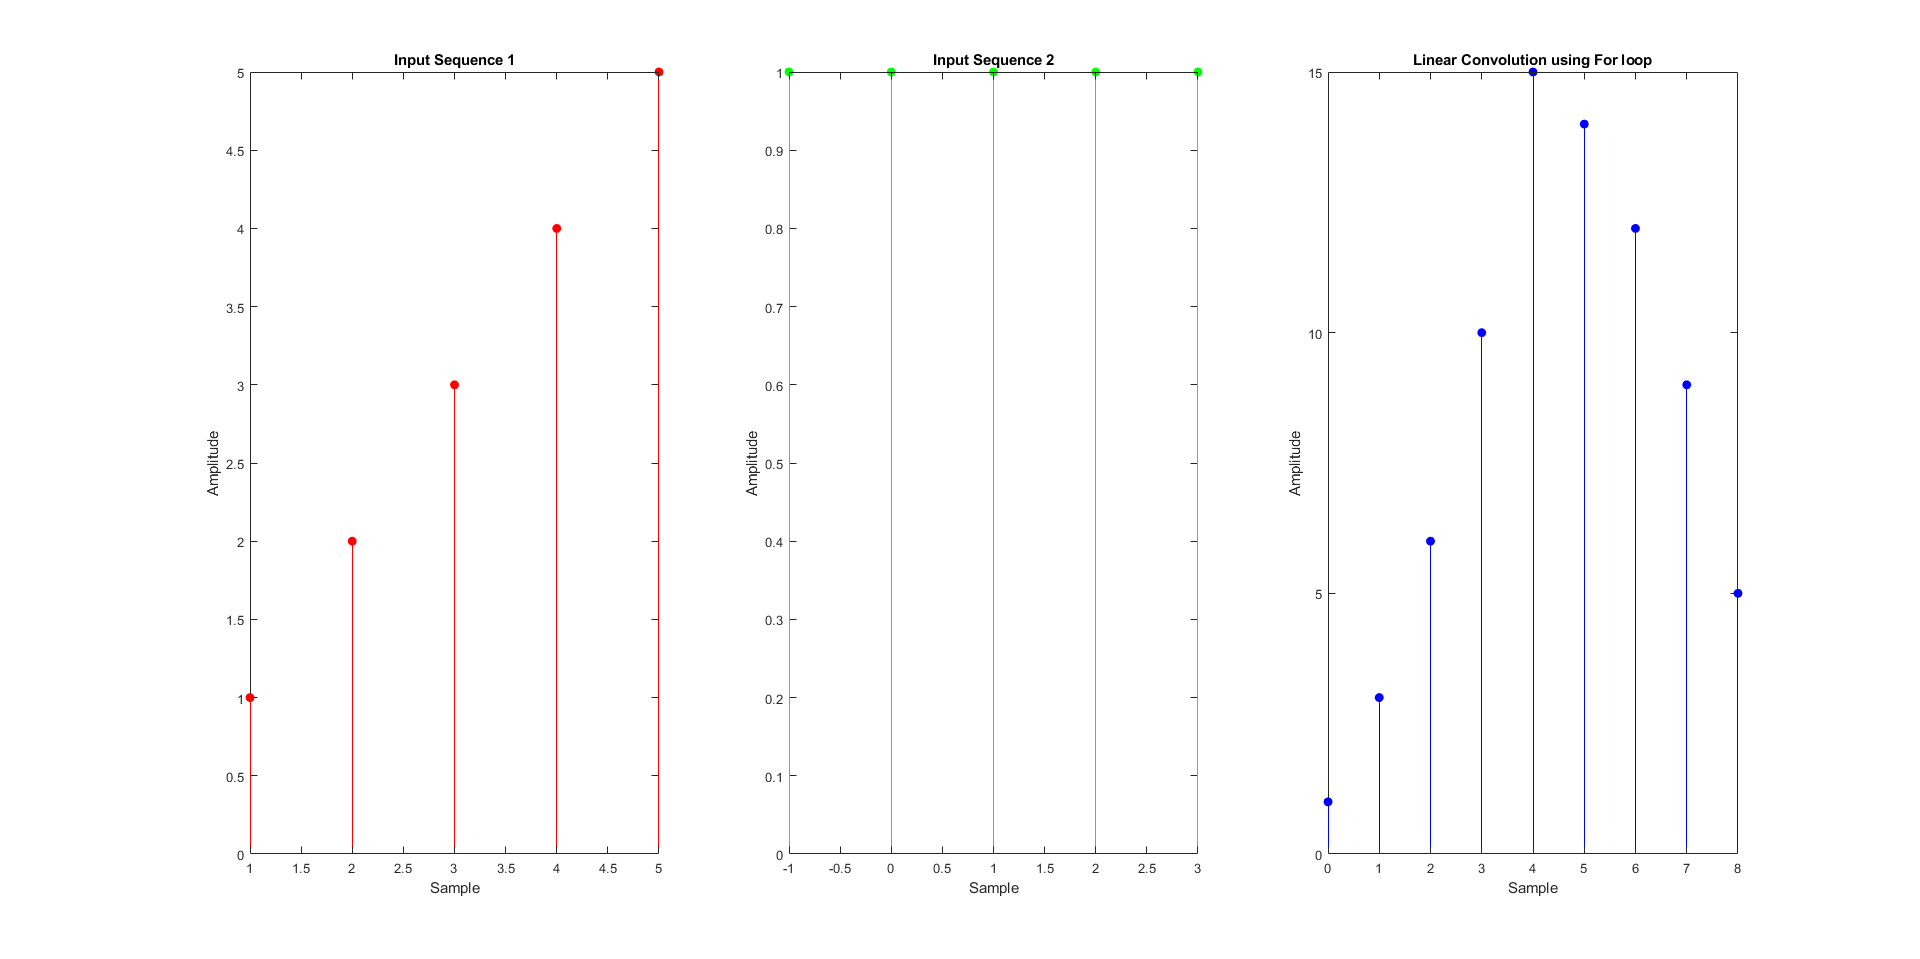 Input Sequence 1
5
4.5
4
3.5
3
2.5
2
1.5
1
0.5
0
Amplitude
1 1.5 2 2.5 3 3.5 4 4.5 5
Sample
Input Sequence 2
1
0.9
0.8
0.7
0.6
0.5
0.4
0.3
0.2
0.1
0
Amplitude
-1 -0.5 0 0.5 1 1.5 2 2.5 3
Sample
Linear Convolution using For loop
15
10
5
0
Amplitude
0 1 2 3 4 5 6 7 8
Sample